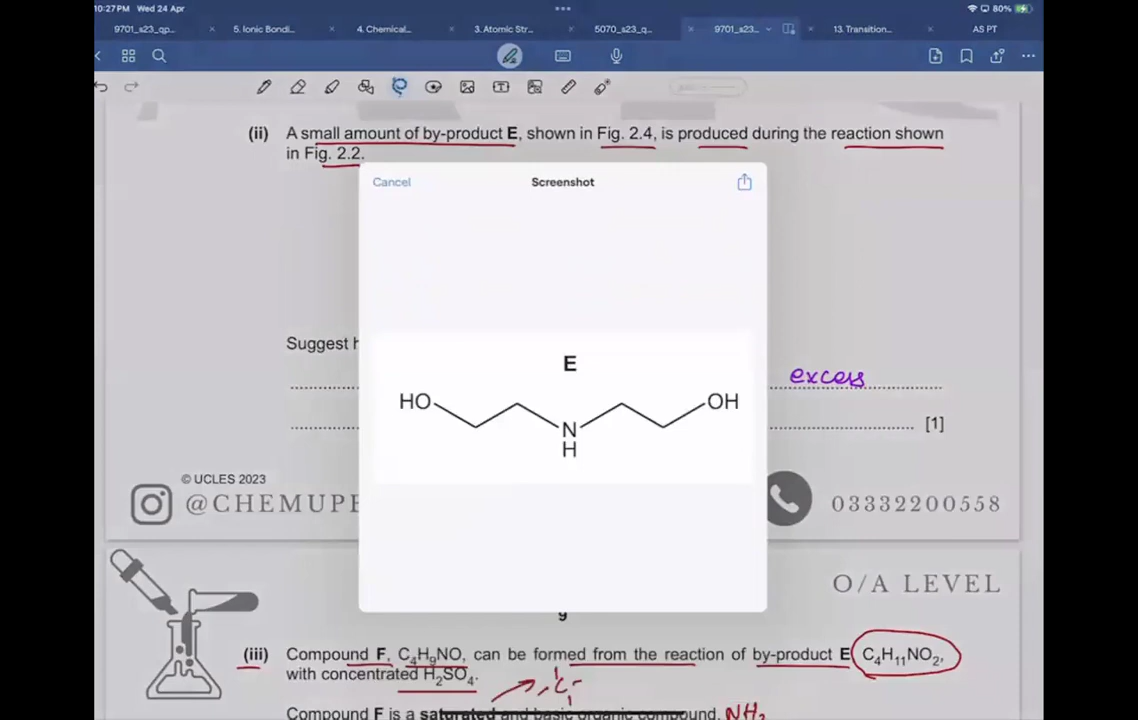 10:27PM Wed 24 Apr
80%
9701_s23_qp...
5. Ionic Bondi...
4. Chemical...
3. Atomic Str...
5070_s23_q...
9701_s23...
13. Transition...
AS PT
(ii) A small amount of by-product E, shown in Fig. 2.4, is produced during the reaction shown
in Fig. 2.2.
Cancel
Screenshot
E
HO
OH
N
H
Suggest h
excess
[1]
© UCLES 2023
@CHEMUPE
03332200558
O/A LEVEL
9
(iii) Compound F, C₄H₉NO, can be formed from the reaction of by-product E C₄H₁₁NO₂,
with concentrated H₂SO₄.
Compound F is a saturated and basic organic compound. NH₂